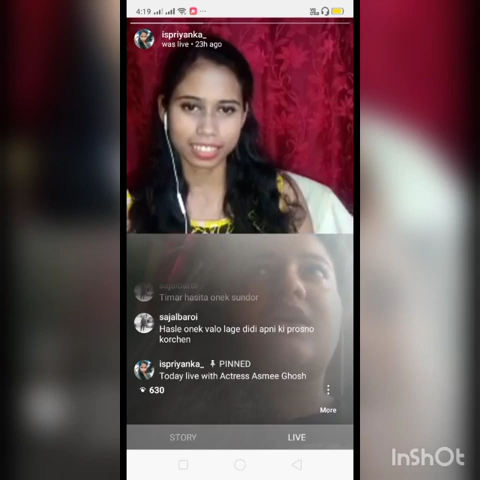 4:19
ispriyanka_
was live • 23h ago
sajalbaroi
Timar hasita onek sundor
sajalbaroi
Hasle onek valo lage didi apni ki prosno
korchen
ispriyanka_ PINNED
Today live with Actress Asmee Ghosh
630
More
STORY LIVE
InShOt